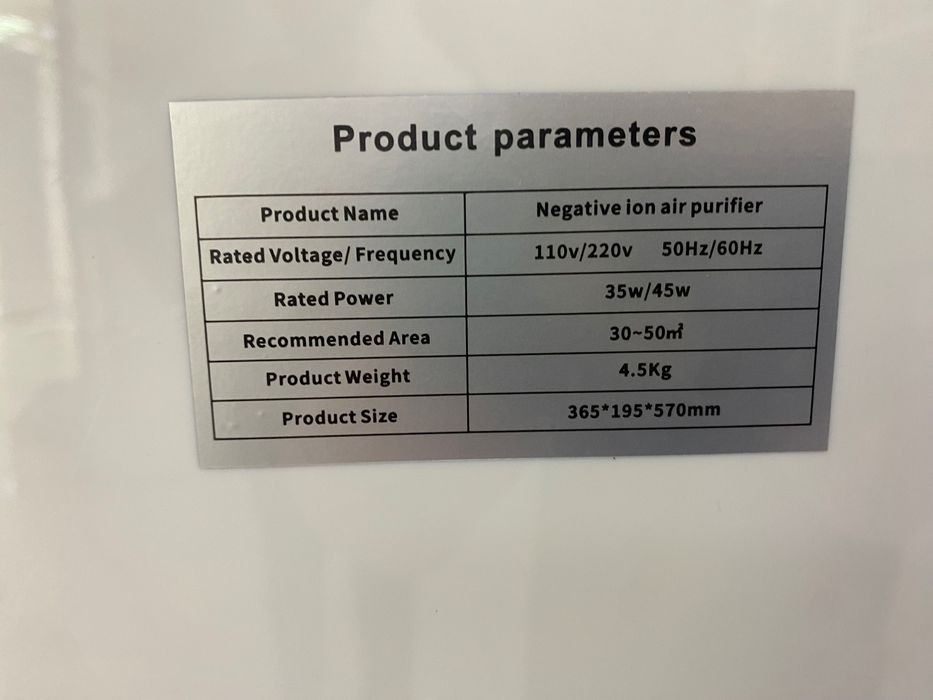 Product parameters
Product Name Negative ion air purifier
Rated Voltage/ Frequency 110v/220v 50Hz/60Hz
Rated Power 35w/45w
Recommended Area 30~50㎡
Product Weight 4.5Kg
Product Size 365*195*570mm